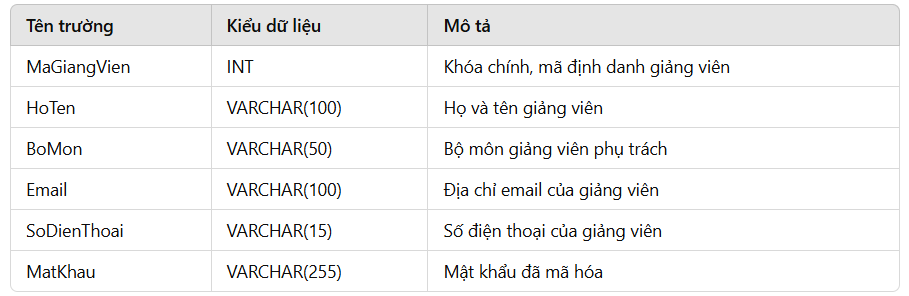 Tên trường Kiểu dữ liệu Mô tả
MaGiangVien INT Khóa chính, mã định danh giảng viên
HoTen VARCHAR(100) Họ và tên giảng viên
BoMon VARCHAR(50) Bộ môn giảng viên phụ trách
Email VARCHAR(100) Địa chỉ email của giảng viên
SoDienThoai VARCHAR(15) Số điện thoại của giảng viên
MatKhau VARCHAR(255) Mật khẩu đã mã hóa